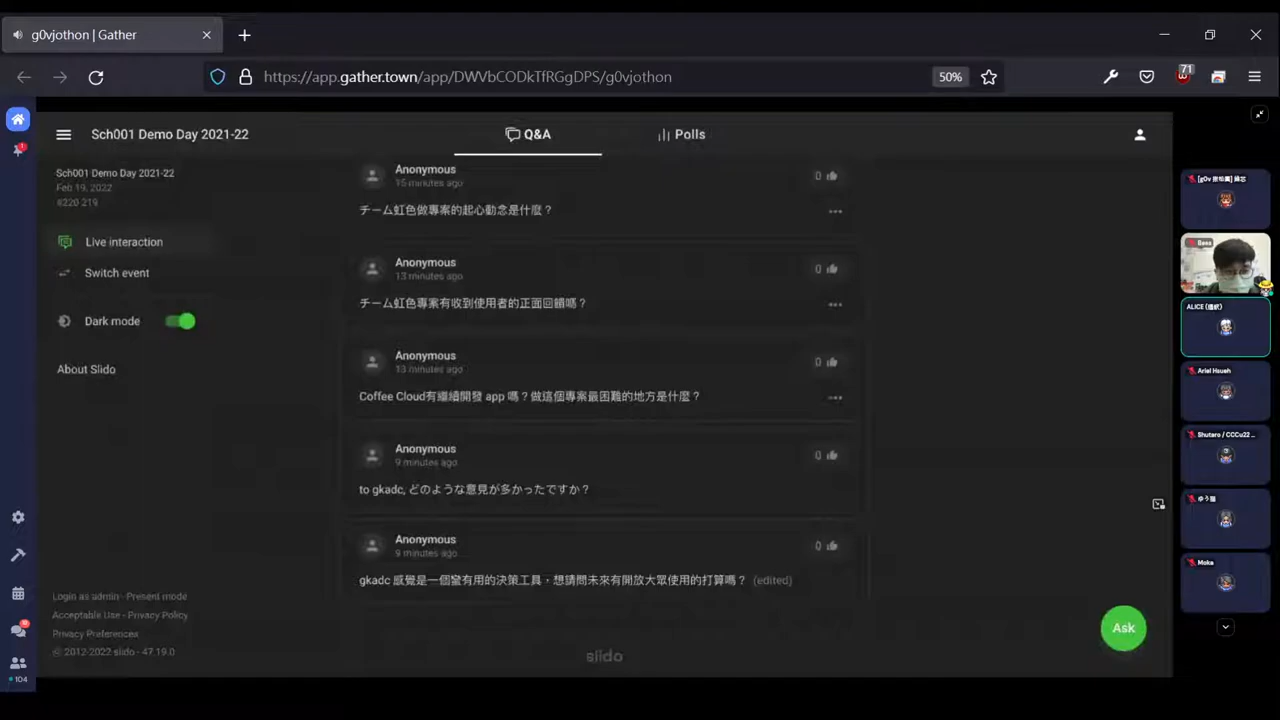 g0vjothon | Gather
https://app.gather.town/app/DWVbCODkTfRGgDPS/g0vjothon
50%
71
Sch001 Demo Day 2021-22
Q&A
Polls
Sch001 Demo Day 2021-22
Feb 19, 2022
#220-219
Live interaction
Switch event
Dark mode
About Slido
Login as admin - Present mode
Acceptable Use - Privacy Policy
Privacy Preferences
© 2012-2022 slido - 47.19.0
Anonymous
15 minutes ago
0
チーム虹色做專案的起心動念是什麼？
Anonymous
13 minutes ago
0
チーム虹色專案有收到使用者的正面回饋嗎？
Anonymous
13 minutes ago
0
Coffee Cloud有繼續開發 app 嗎？做這個專案最困難的地方是什麼？
Anonymous
9 minutes ago
0
to gkadc, どのような意見が多かったですか？
Anonymous
9 minutes ago
0
gkadc 感覺是一個蠻有用的決策工具，想請問未來有開放大眾使用的打算嗎？ (edited)
Ask
slido
104
Bess
ALICE
Ariel Hsueh
Shutaro / CCCu22 ...
ゆう猫
Moka